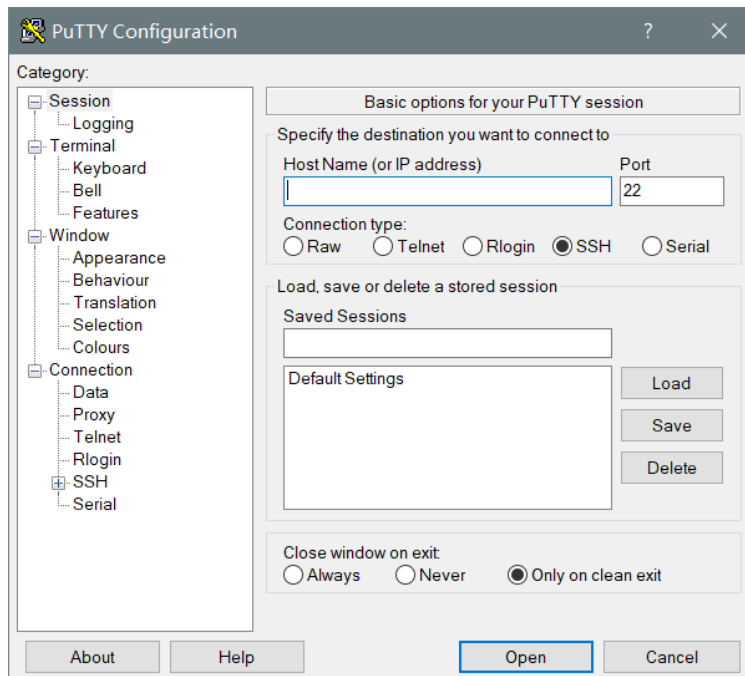 PuTTY Configuration ?
Category:
Session
Logging
Terminal
Keyboard
Bell
Features
Window
Appearance
Behaviour
Translation
Selection
Colours
Connection
Data
Proxy
Telnet
Rlogin
SSH
Serial
Basic options for your PuTTY session
Specify the destination you want to connect to
Host Name (or IP address) Port
22
Connection type:
Raw Telnet Rlogin SSH Serial
Load, save or delete a stored session
Saved Sessions
Default Settings
Load
Save
Delete
Close window on exit:
Always Never Only on clean exit
About Help Open Cancel